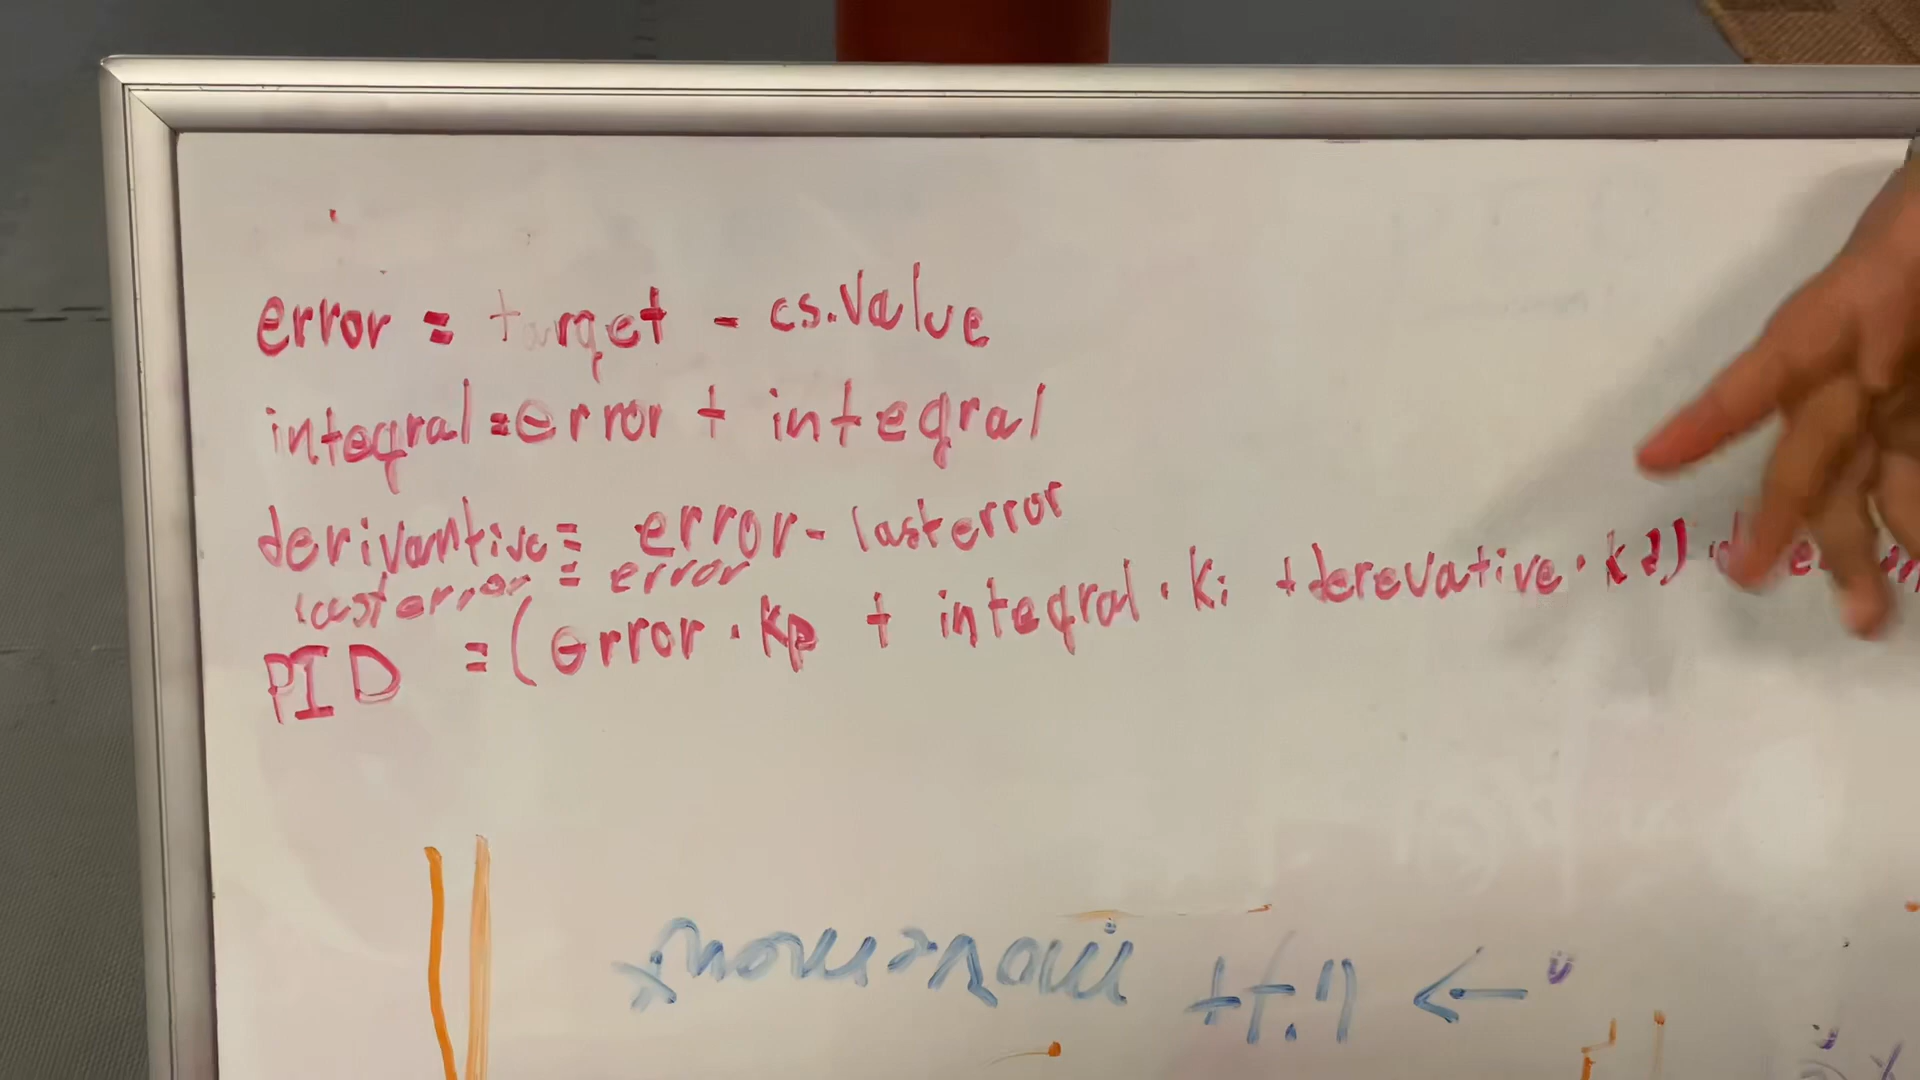 error = target - cs.Value
integral = error + integral
derivantive = error - lasterror
lasterror = error
PID = (error · kp + integral · ki + derevative · kd) ·